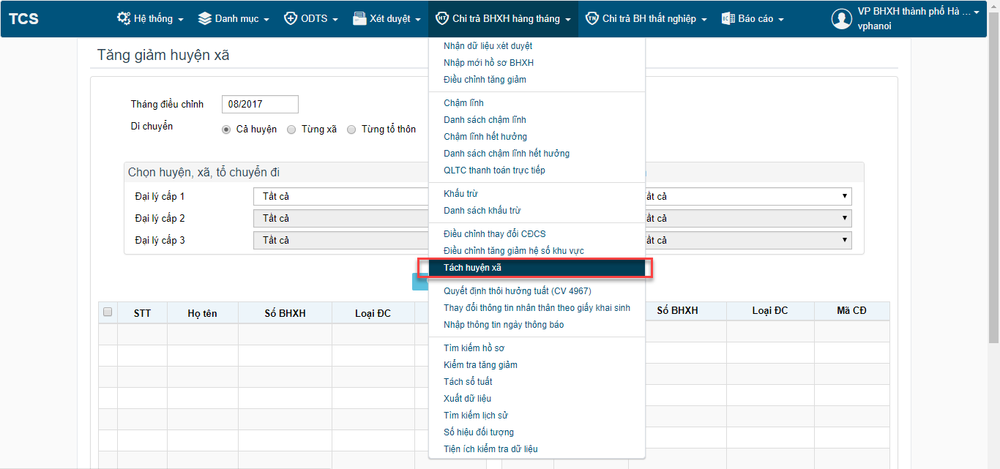 TCS Hệ thống Danh mục ODTS Xét duyệt Chi trả BHXH hàng tháng Chi trả BH thất nghiệp Báo cáo VP BHXH thành phố Hà ...
vphanoi
Tăng giảm huyện xã
Tháng điều chỉnh 08/2017
Di chuyển Cả huyện Từng xã Từng tổ thôn
Chọn huyện, xã, tổ chuyển đi
Đại lý cấp 1 Tất cả
Đại lý cấp 2 Tất cả
Đại lý cấp 3 Tất cả
STT Họ tên Số BHXH Loại ĐC
Nhận dữ liệu xét duyệt
Nhập mới hồ sơ BHXH
Điều chỉnh tăng giảm
Chậm lĩnh
Danh sách chậm lĩnh
Chậm lĩnh hết hưởng
Danh sách chậm lĩnh hết hưởng
QLTC thanh toán trực tiếp
Khấu trừ
Danh sách khấu trừ
Điều chỉnh thay đổi CĐCS
Điều chỉnh tăng giảm hệ số khu vực
Tách huyện xã
Quyết định thôi hưởng tuất (CV 4967)
Thay đổi thông tin nhân thân theo giấy khai sinh
Nhập thông tin ngày thông báo
Tìm kiếm hồ sơ
Kiểm tra tăng giảm
Tách sổ tuất
Xuất dữ liệu
Tìm kiếm lịch sử
Số hiệu đối tượng
Tiện ích kiểm tra dữ liệu
ất cả
ất cả
ất cả
Số BHXH Loại ĐC Mã CĐ